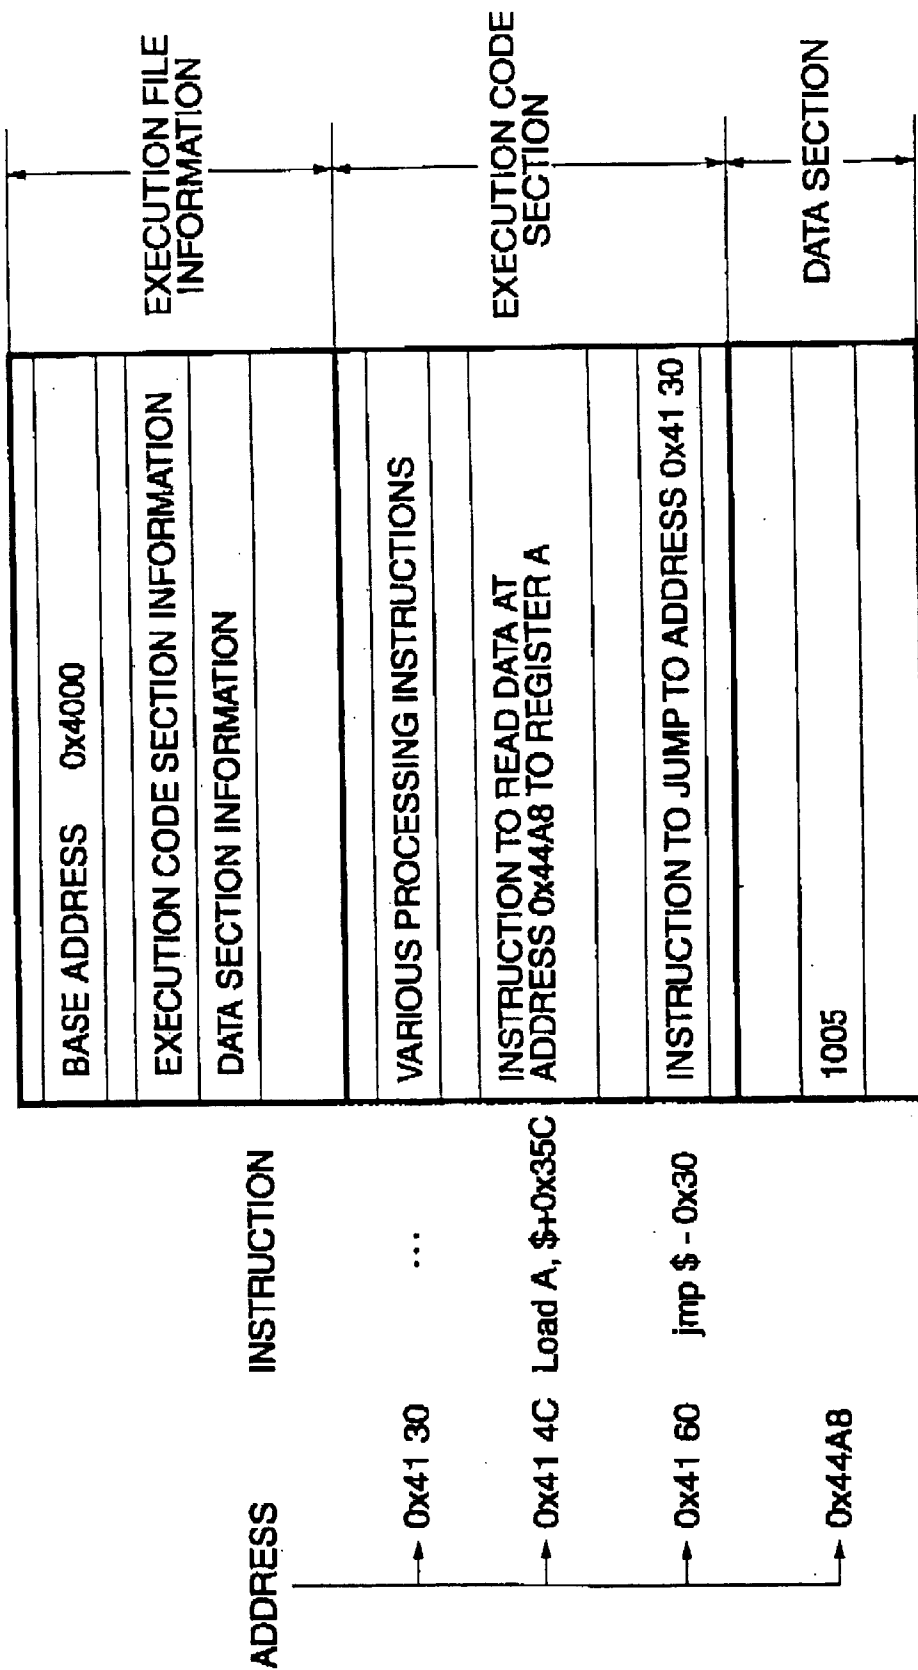 ADDRESS
INSTRUCTION
BASE ADDRESS 0x4000
EXECUTION CODE SECTION INFORMATION
DATA SECTION INFORMATION
EXECUTION FILE
INFORMATION
0x41 30
...
VARIOUS PROCESSING INSTRUCTIONS
0x41 4C
Load A, $+0x35C
INSTRUCTION TO READ DATA AT
ADDRESS 0x44A8 TO REGISTER A
0x41 60
jmp $ - 0x30
INSTRUCTION TO JUMP TO ADDRESS 0x41 30
EXECUTION CODE
SECTION
0x44A8
1005
DATA SECTION